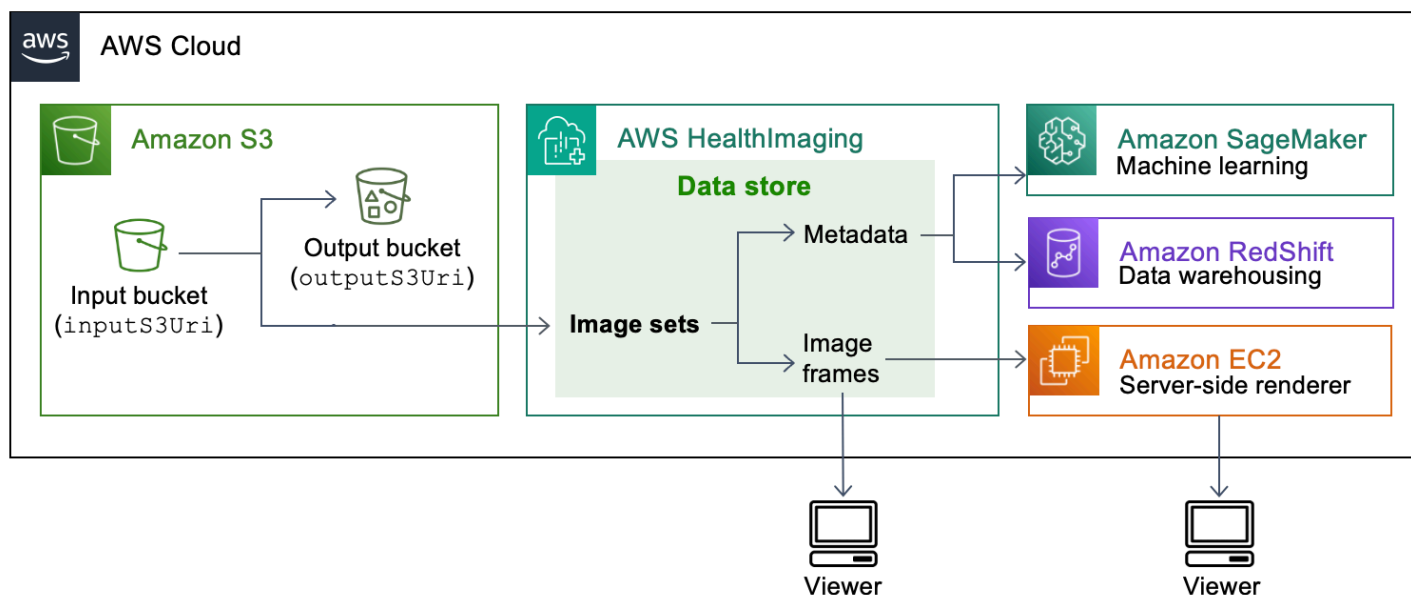 aws
AWS Cloud
Amazon S3
Output bucket
(outputS3Uri)
Input bucket
(inputS3Uri)
AWS HealthImaging
Data store
Metadata
Image sets
Image
frames
Amazon SageMaker
Machine learning
Amazon RedShift
Data warehousing
Amazon EC2
Server-side renderer
Viewer
Viewer